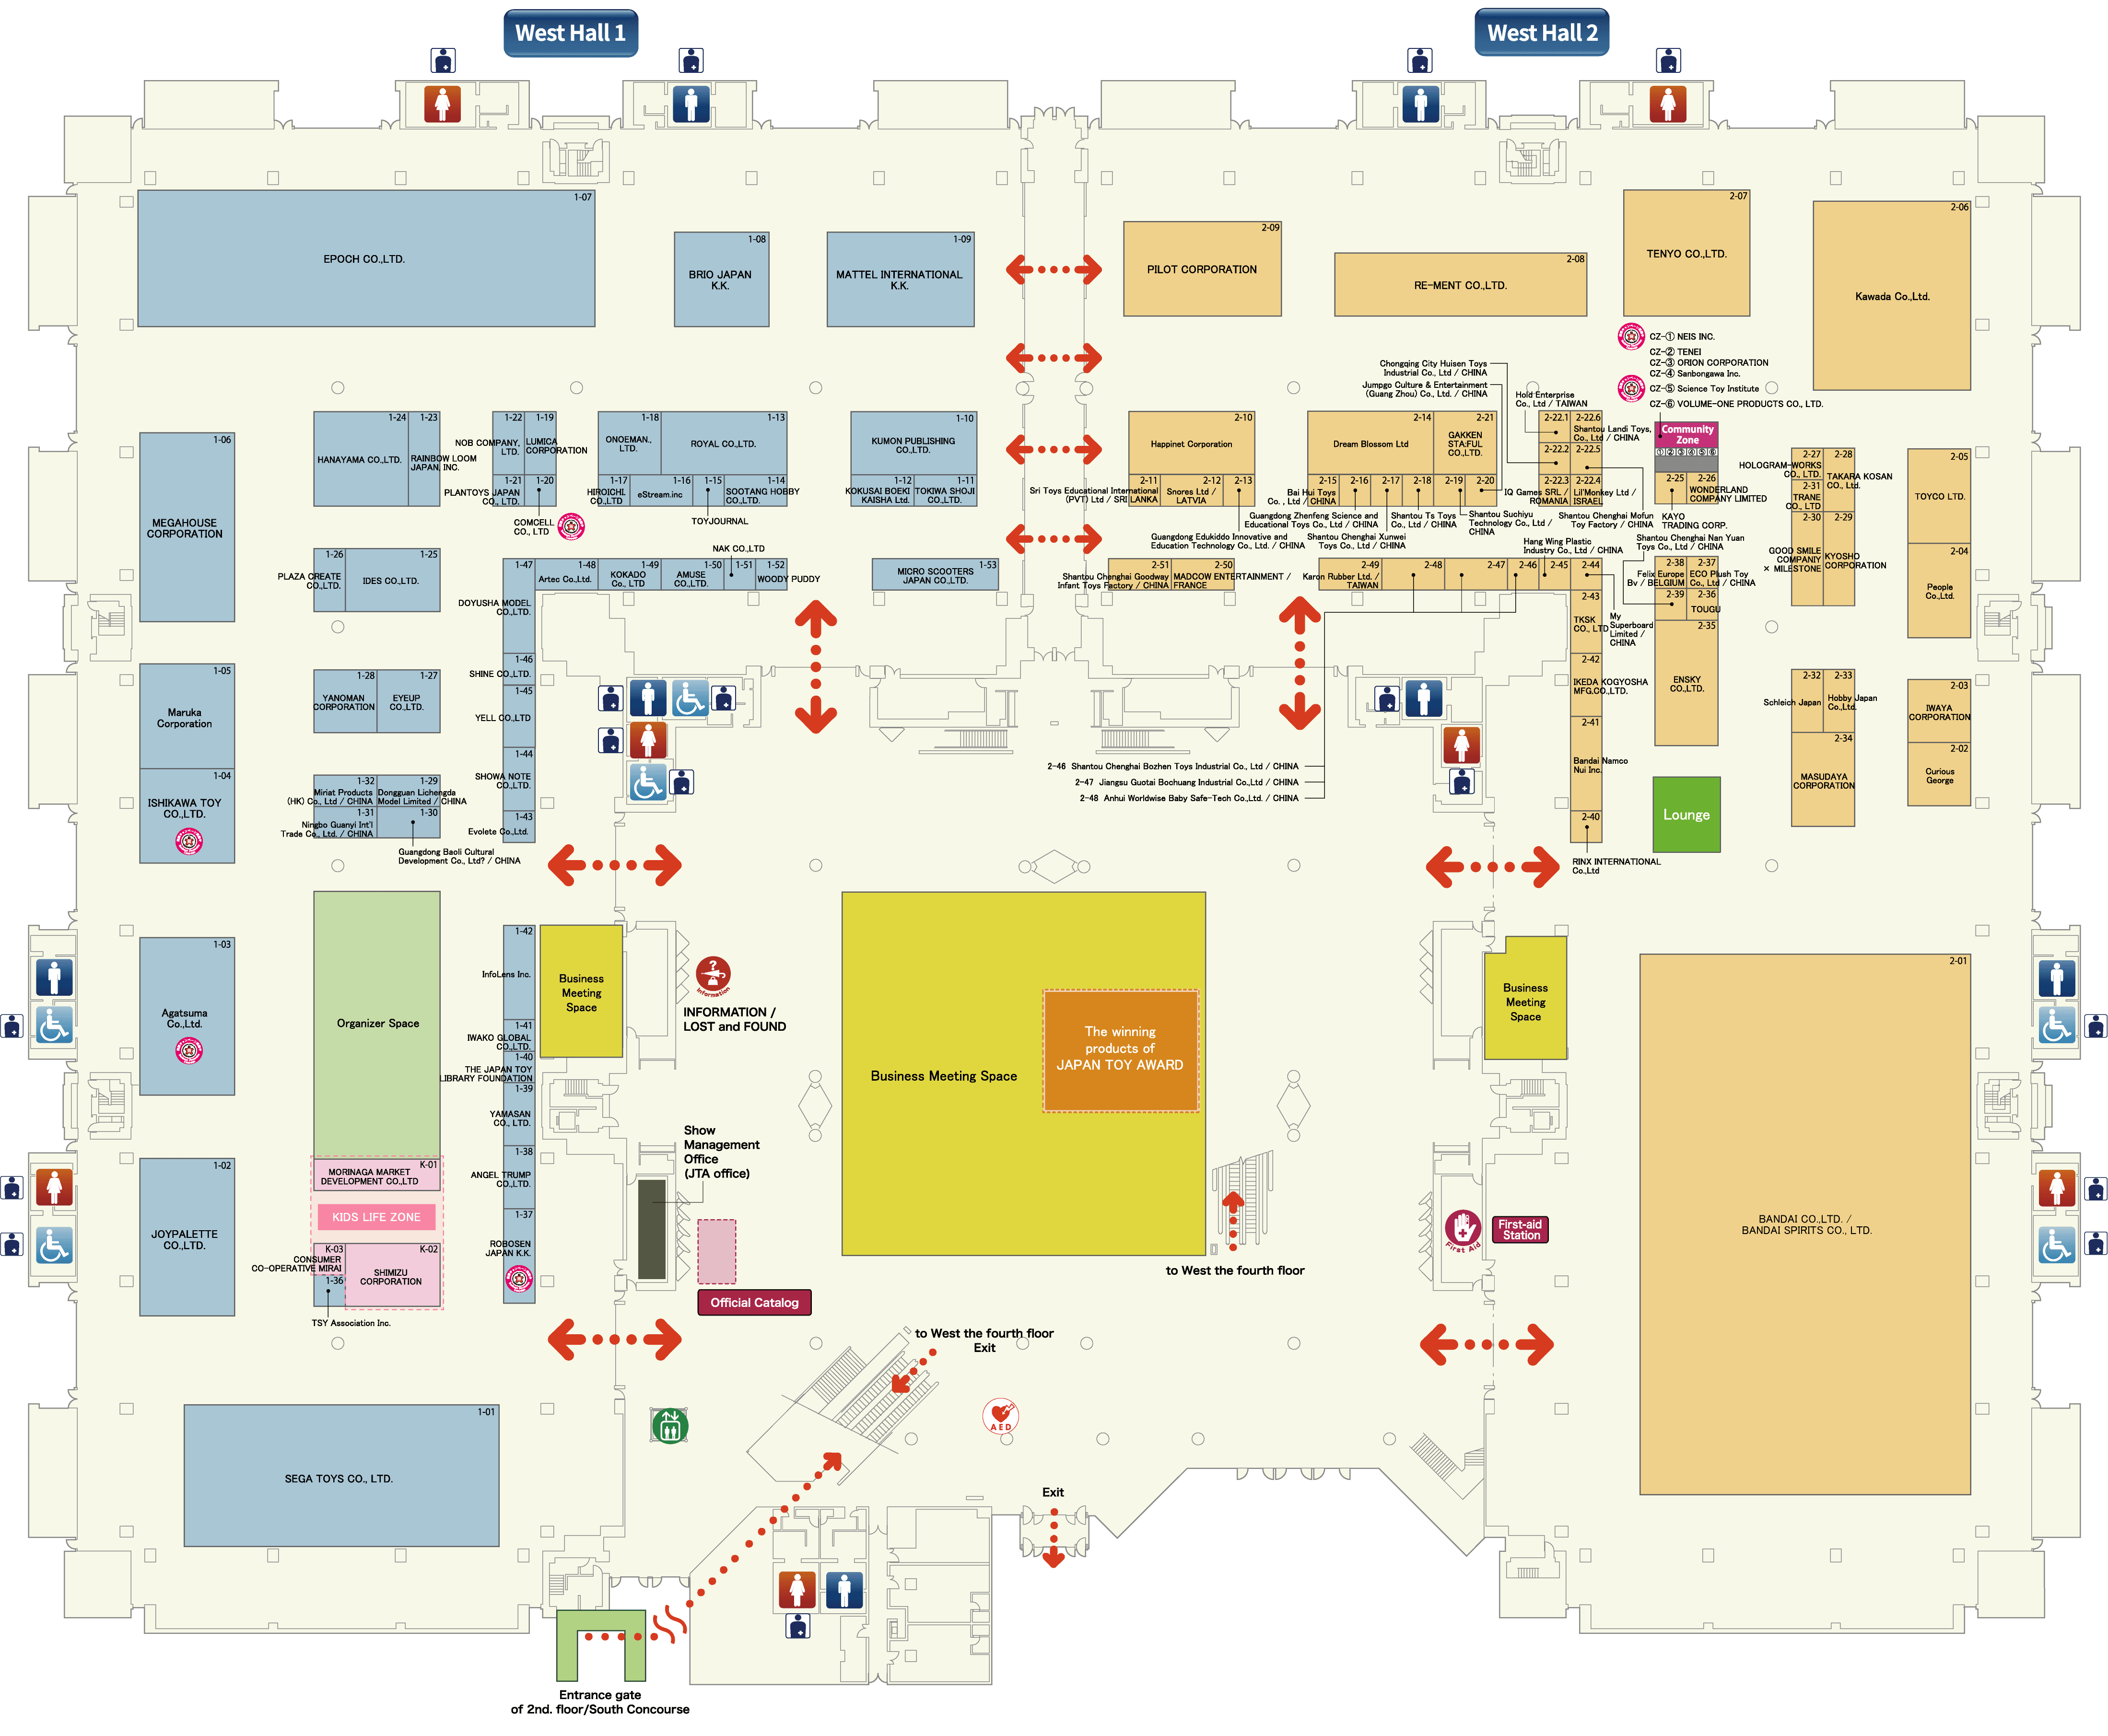 West Hall 1
West Hall 2
1-07
EPOCH CO.,LTD.
1-08
BRIO JAPAN
K.K.
1-09
MATTEL INTERNATIONAL
K.K.
2-09
PILOT CORPORATION
2-08
RE-MENT CO.,LTD.
2-07
TENYO CO.,LTD.
2-06
Kawada Co.,Ltd.
CZ-① NEIS INC.
CZ-② TENEI
CZ-③ ORION CORPORATION
CZ-④ Sanbongawa Inc.
CZ-⑤ Science Toy Institute
CZ-⑥ VOLUME-ONE PRODUCTS CO., LTD.
Community
Zone
①②③④⑤⑥
1-06
MEGAHOUSE
CORPORATION
1-24
HANAYAMA CO.,LTD.
1-23
RAINBOW LOOM
JAPAN, INC.
1-22
NOB COMPANY,
LTD.
1-19
LUMICA
CORPORATION
1-21
PLANTOYS JAPAN
CO., LTD.
1-20
COMCELL
CO., LTD
1-18
ONOEMAN.,
LTD.
1-13
ROYAL CO.,LTD.
1-17
HIROICHI
CO.,LTD
1-16
eStream.inc
1-15
TOYJOURNAL
1-14
SOOTANG HOBBY
CO.,LTD.
1-10
KUMON PUBLISHING
CO.,LTD.
1-12
KOKUSAI BOEKI
KAISHA Ltd.
1-11
TOKIWA SHOJI
CO.,LTD.
2-10
Happinet Corporation
2-11
Sri Toys Educational International
(PVT) Ltd / SRI LANKA
2-12
Snores Ltd /
LATVIA
2-13
Guangdong Edukiddo Innovative and
Education Technology Co., Ltd. / CHINA
2-14
Dream Blossom Ltd
2-21
GAKKEN
STA:FUL
CO.,LTD.
2-15
Bai Hui Toys
Co. , Ltd / CHINA
2-16
Guangdong Zhenfeng Science and
Educational Toys Co., Ltd / CHINA
2-17
Shantou Chenghai Xunwei
Toys Co., Ltd / CHINA
2-18
Shantou Ts Toys
Co., Ltd / CHINA
2-19
Shantou Suchiyu
Technology Co., Ltd /
CHINA
2-20
Jumpgo Culture & Entertainment
(Guang Zhou) Co., Ltd / CHINA
Chongqing City Huisen Toys
Industrial Co., Ltd / CHINA
Hold Enterprise
Co., Ltd / TAIWAN
2-22.1
2-22.6
Shantou Landi Toys,
Co., Ltd / CHINA
2-22.2
2-22.5
2-22.3
IQ Games SRL /
ROMANIA
2-22.4
Lil'Monkey Ltd /
ISRAEL
Shantou Chenghai Mofun
Toy Factory / CHINA
2-25
KAYO
TRADING CORP.
2-26
WONDERLAND
COMPANY LIMITED
2-27
HOLOGRAM-WORKS
CO., LTD.
2-28
TAKARA KOSAN
CO., Ltd.
2-31
TRANE
CO., LTD
2-30
GOOD SMILE
COMPANY
× MILESTONE
2-29
KYOSHO
CORPORATION
2-05
TOYCO LTD.
2-04
People
Co.,Ltd.
1-26
PLAZA CREATE
CO.,LTD.
1-25
IDES CO.,LTD.
1-47
DOYUSHA MODEL
CO.,LTD.
1-48
Artec Co.,Ltd.
1-49
KOKADO
Co., LTD
1-50
AMUSE
CO.,LTD.
NAK CO.,LTD
1-51
1-52
WOODY PUDDY
1-53
MICRO SCOOTERS
JAPAN CO.,LTD.
2-51
Shantou Chenghai Goodway
Infant Toys Factory / CHINA
2-50
MADCOW ENTERTAINMENT /
FRANCE
2-49
Karon Rubber Ltd. /
TAIWAN
2-48
2-47
2-46
2-45
Hang Wing Plastic
Industry Co., Ltd / CHINA
2-44
My
Superboard
Limited /
CHINA
Shantou Chenghai Nan Yuan
Toys Co., Ltd / CHINA
2-38
Felix Europe
Bv / BELGIUM
2-37
ECO Plush Toy
Co., Ltd / CHINA
2-39
2-36
TOUGU
2-35
ENSKY
CO.,LTD.
2-43
TKSK
CO., LTD
2-42
IKEDA KOGYOSHA
MFG.CO.,LTD.
2-41
Bandai Namco
Nui Inc.
2-40
RINX INTERNATIONAL
Co.,Ltd
Lounge
2-32
Schleich Japan
2-33
Hobby Japan
Co.,Ltd.
2-34
MASUDAYA
CORPORATION
2-03
IWAYA
CORPORATION
2-02
Curious
George
2-46 Shantou Chenghai Bozhen Toys Industrial Co., Ltd / CHINA
2-47 Jiangsu Guotai Bochuang Industrial Co.,Ltd / CHINA
2-48 Anhui Worldwise Baby Safe-Tech Co.,Ltd. / CHINA
1-05
Maruka
Corporation
1-04
ISHIKAWA TOY
CO.,LTD.
1-28
YANOMAN
CORPORATION
1-27
EYEUP
CO.,LTD.
1-32
Miriat Products
(HK) Co., Ltd / CHINA
1-29
Dongguan Lichengda
Model Limited / CHINA
1-31
Ningbo Guanyi Int'l
Trade Co., Ltd. / CHINA
1-30
Guangdong Baoli Cultural
Development Co., Ltd? / CHINA
1-46
SHINE CO.,LTD.
1-45
YELL CO.,LTD
1-44
SHOWA NOTE
CO.,LTD.
1-43
Evolete Co.,Ltd.
1-03
Agatsuma
Co.,Ltd.
Organizer Space
1-42
InfoLens Inc.
1-41
IWAKO GLOBAL
CO.,LTD.
1-40
THE JAPAN TOY
LIBRARY FOUNDATION
1-39
YAMASAN
CO., LTD.
1-38
ANGEL TRUMP
CO.,LTD.
1-37
ROBOSEN
JAPAN K.K.
Business
Meeting
Space
?
information
INFORMATION /
LOST and FOUND
Business Meeting Space
The winning
products of
JAPAN TOY AWARD
Business
Meeting
Space
2-01
BANDAI CO.,LTD. /
BANDAI SPIRITS CO., LTD.
1-02
JOYPALETTE
CO.,LTD.
K-01
MORINAGA MARKET
DEVELOPMENT CO.,LTD
KIDS LIFE ZONE
K-03
CONSUMER
CO-OPERATIVE MIRAI
K-02
SHIMIZU
CORPORATION
1-36
TSY Association Inc.
Show
Management
Office
(JTA office)
Official Catalog
to West the fourth floor
First Aid
First-aid
Station
to West the fourth floor
Exit
AED
1-01
SEGA TOYS CO., LTD.
Exit
Entrance gate
of 2nd. floor/South Concourse